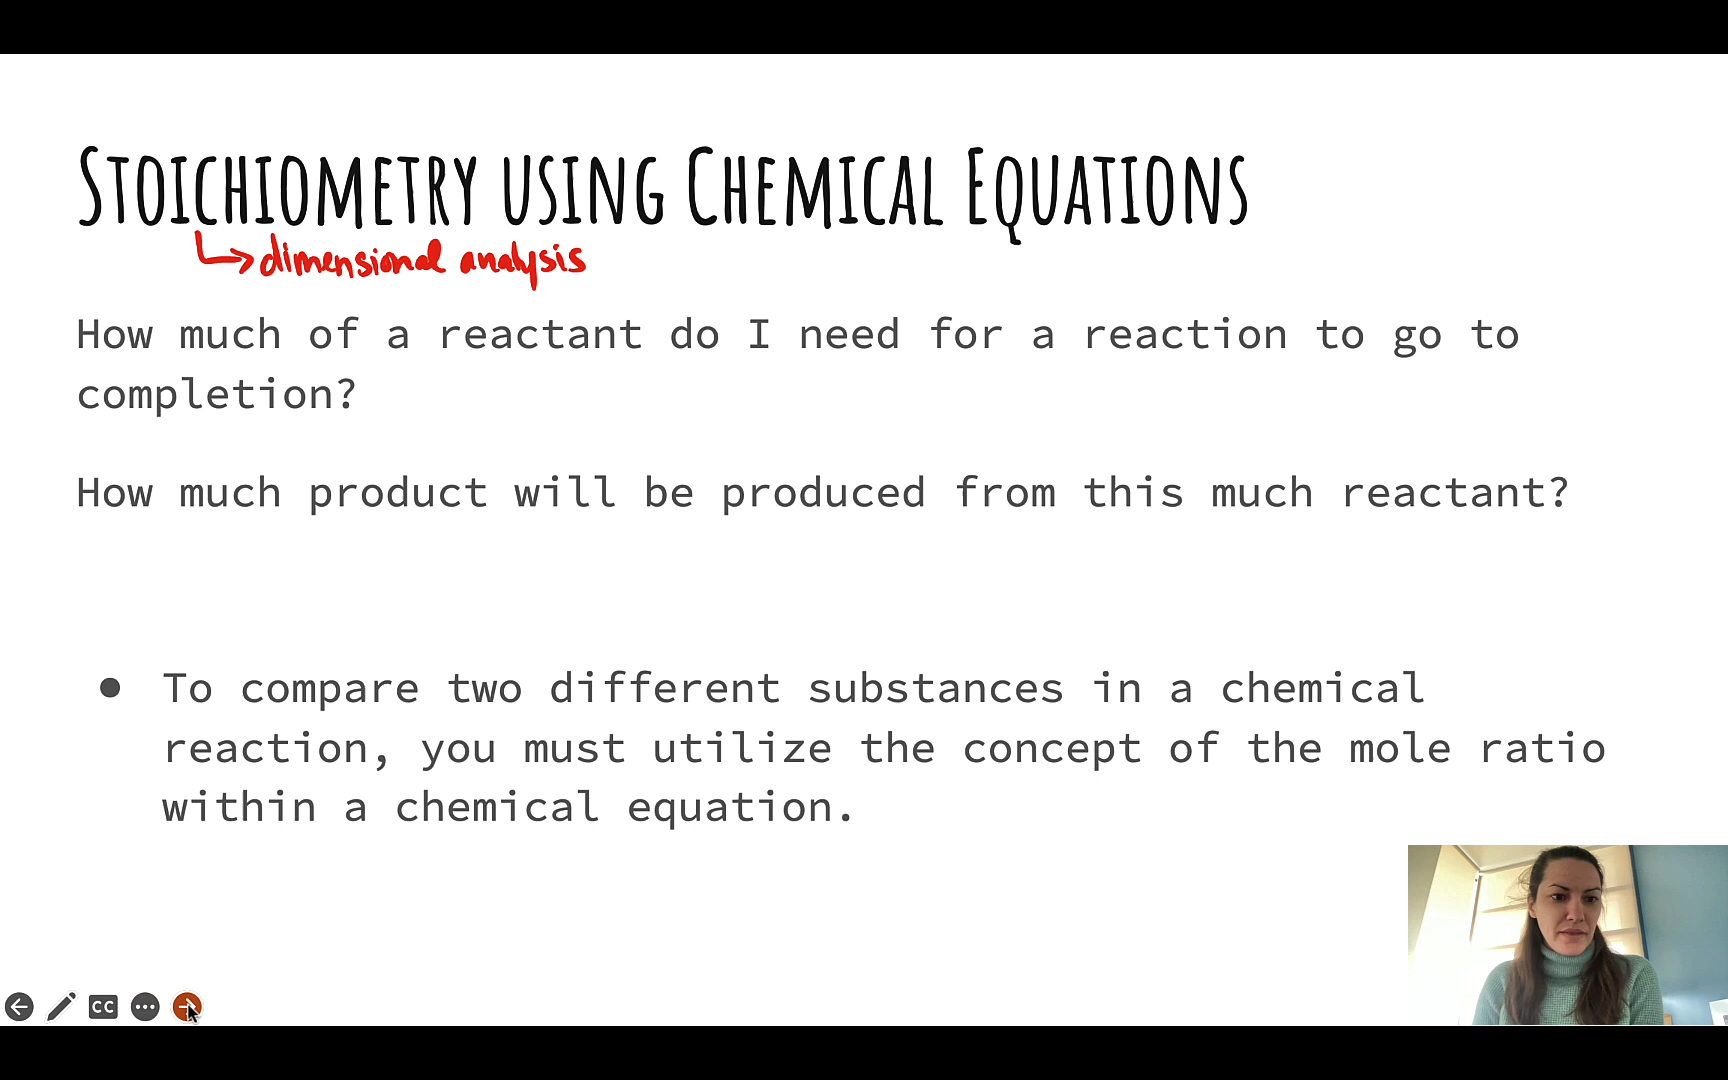 Stoichiometry using Chemical Equations
dimensional analysis
How much of a reactant do I need for a reaction to go to
completion?
How much product will be produced from this much reactant?
To compare two different substances in a chemical
reaction, you must utilize the concept of the mole ratio
within a chemical equation.
CC